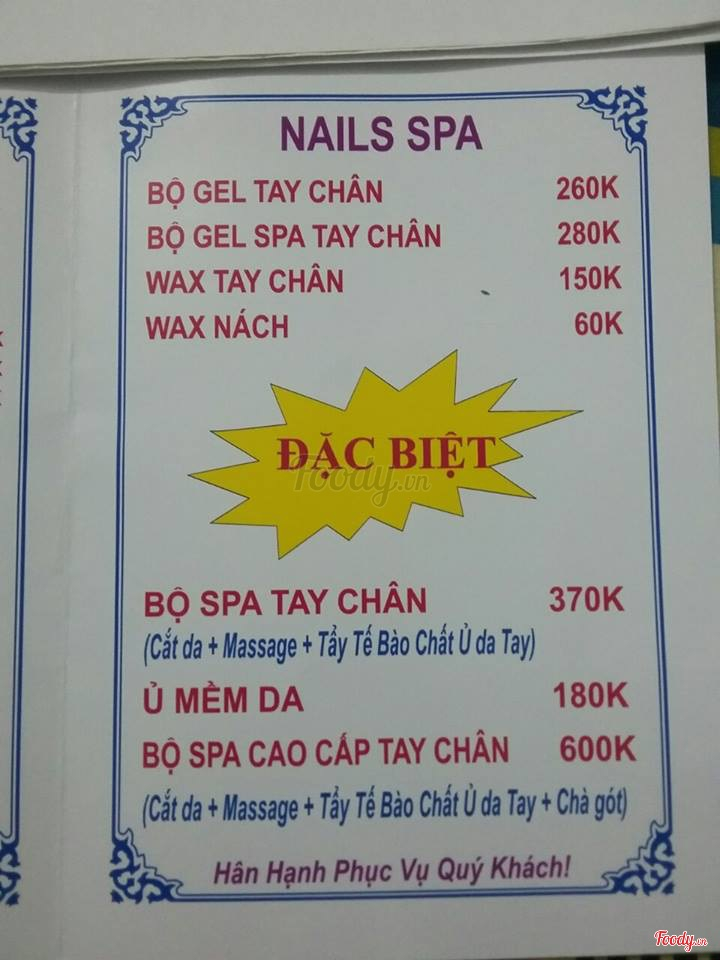 NAILS SPA
BỘ GEL TAY CHÂN 260K
BỘ GEL SPA TAY CHÂN 280K
WAX TAY CHÂN 150K
WAX NÁCH 60K
ĐẶC BIỆT
Foody.vn
BỘ SPA TAY CHÂN 370K
(Cắt da + Massage + Tẩy Tế Bào Chất Ủ da Tay)
Ủ MỀM DA 180K
BỘ SPA CAO CẤP TAY CHÂN 600K
(Cắt da + Massage + Tẩy Tế Bào Chất Ủ da Tay + Chà gót)
Hân Hạnh Phục Vụ Quý Khách!
Foody.vn